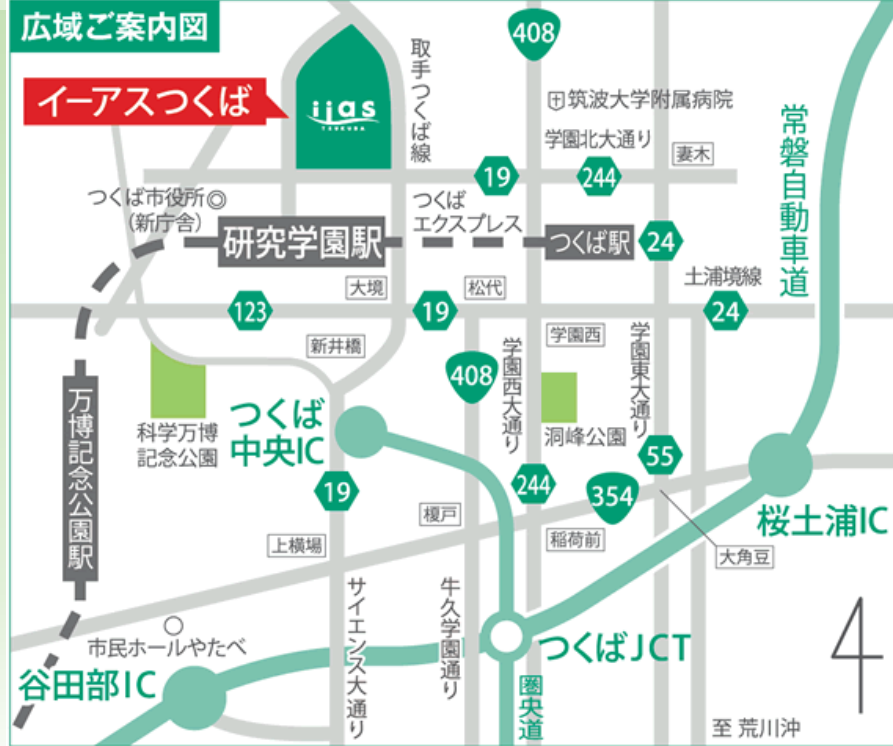 広域ご案内図
イーアスつくば
iias
TSUKUBA
取手つくば線
408
筑波大学附属病院
学園北大通り
妻木
常磐自動車道
19
244
つくば市役所◎
(新庁舎)
つくば
エクスプレス
研究学園駅
つくば駅
24
土浦境線
大境
松代
123
19
24
新井橋
学園西
408
学園西大通り
学園東大通り
万博記念公園駅
科学万博
記念公園
つくば
中央IC
洞峰公園
55
19
244
354
榎戸
桜土浦IC
上横場
稲荷前
大角豆
サイエンス大通り
牛久学園通り
市民ホールやたべ
つくばJCT
谷田部IC
圏央道
至 荒川沖